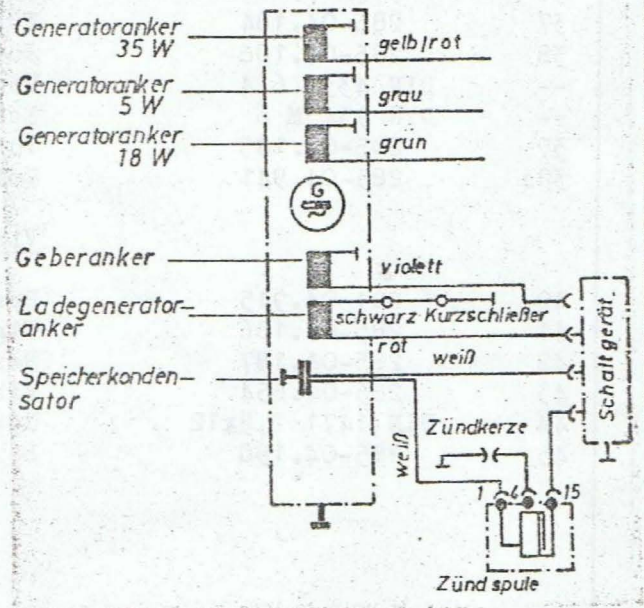 Generatoranker
35 W
gelb/rot
Generatoranker
5 W
grau
Generatoranker
18 W
grun
G
Geberanker
violett
Ladegenerator-
anker
schwarz Kurzschließer
rot
weiß
Speicherkonden-
sator
weiß
Zündkerze
Schaltgerät
1 4 15
Zündspule